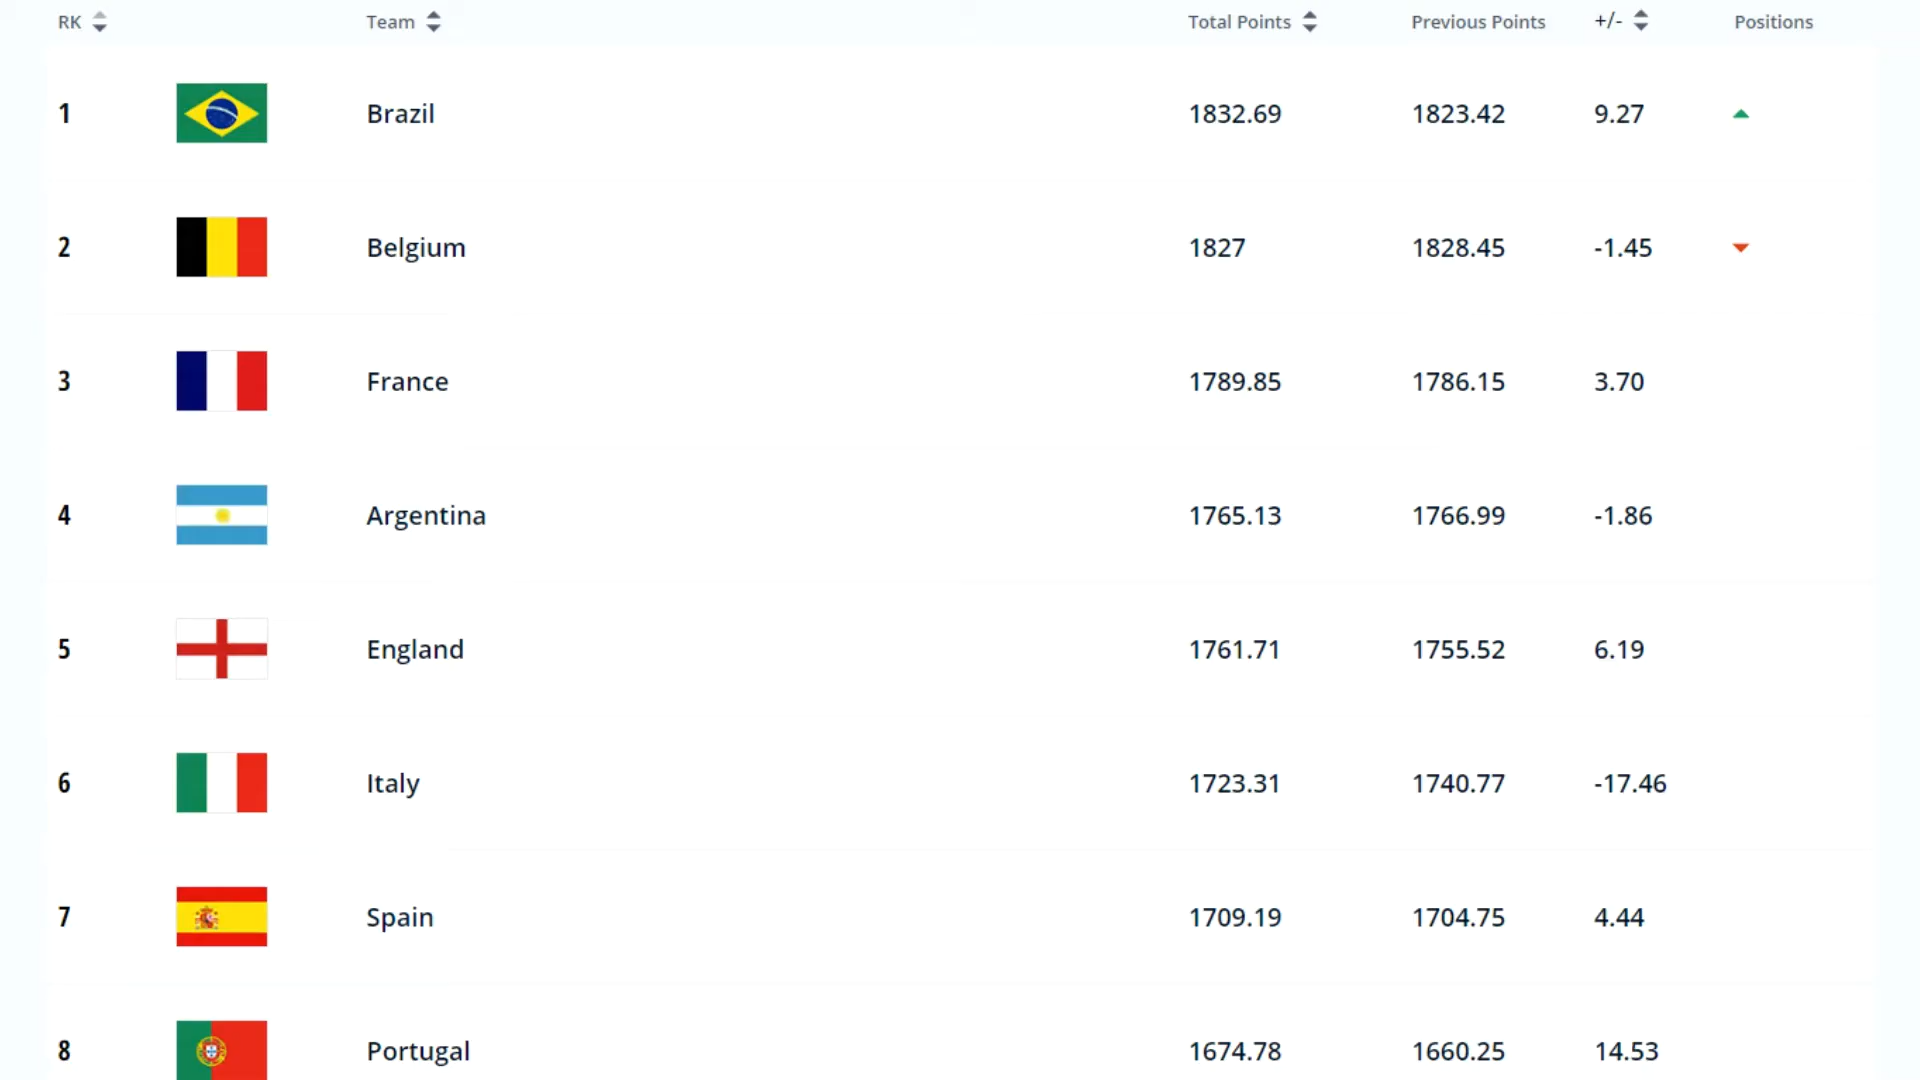 RK Team Total Points Previous Points +/- Positions
1 Brazil 1832.69 1823.42 9.27
2 Belgium 1827 1828.45 -1.45
3 France 1789.85 1786.15 3.70
4 Argentina 1765.13 1766.99 -1.86
5 England 1761.71 1755.52 6.19
6 Italy 1723.31 1740.77 -17.46
7 Spain 1709.19 1704.75 4.44
8 Portugal 1674.78 1660.25 14.53